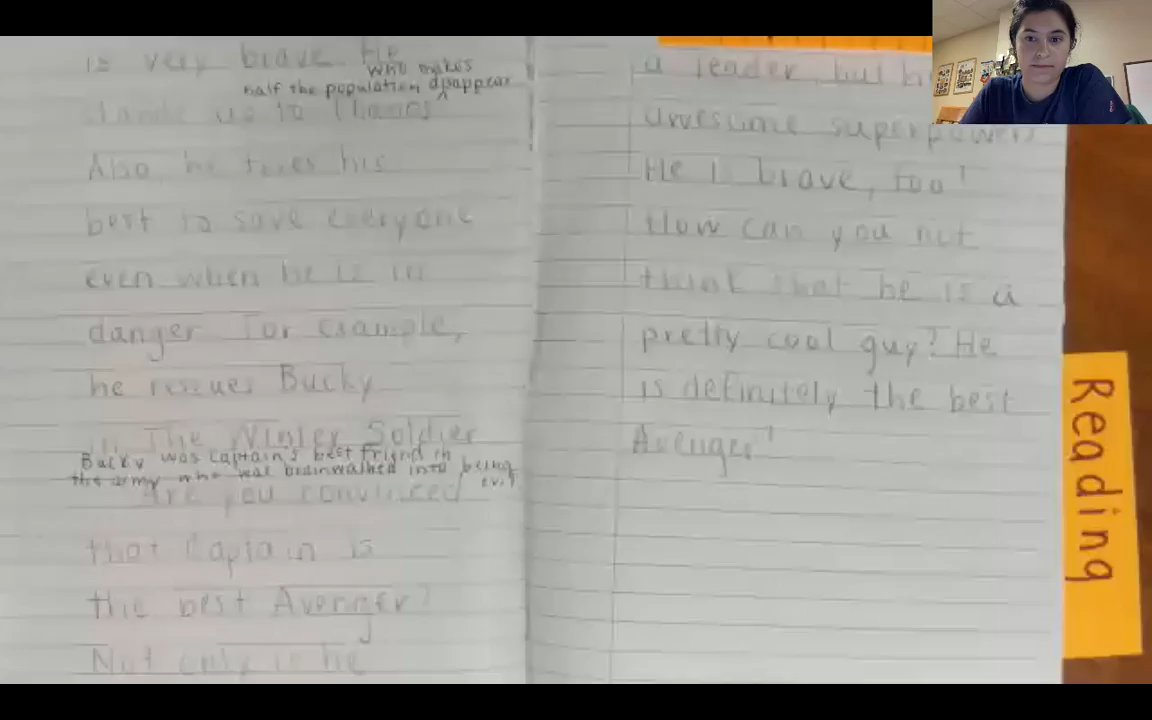 is very brave He
who makes
half the population disappear
stands up to Thanos
Also he tries his
best to save everyone
even when he is in
danger For example,
he rescues Bucky
in The Winter Soldier
Bucky was captain's best friend in
the army who was brainwashed into being
evil
Are you convinced
that Captain is
the best Avenger?
Not only is he
a leader, but h
awesome superpowers
He is brave, too!
How can you not
think that he is a
pretty cool guy? He
is definitely the best
Avenger!
Reading